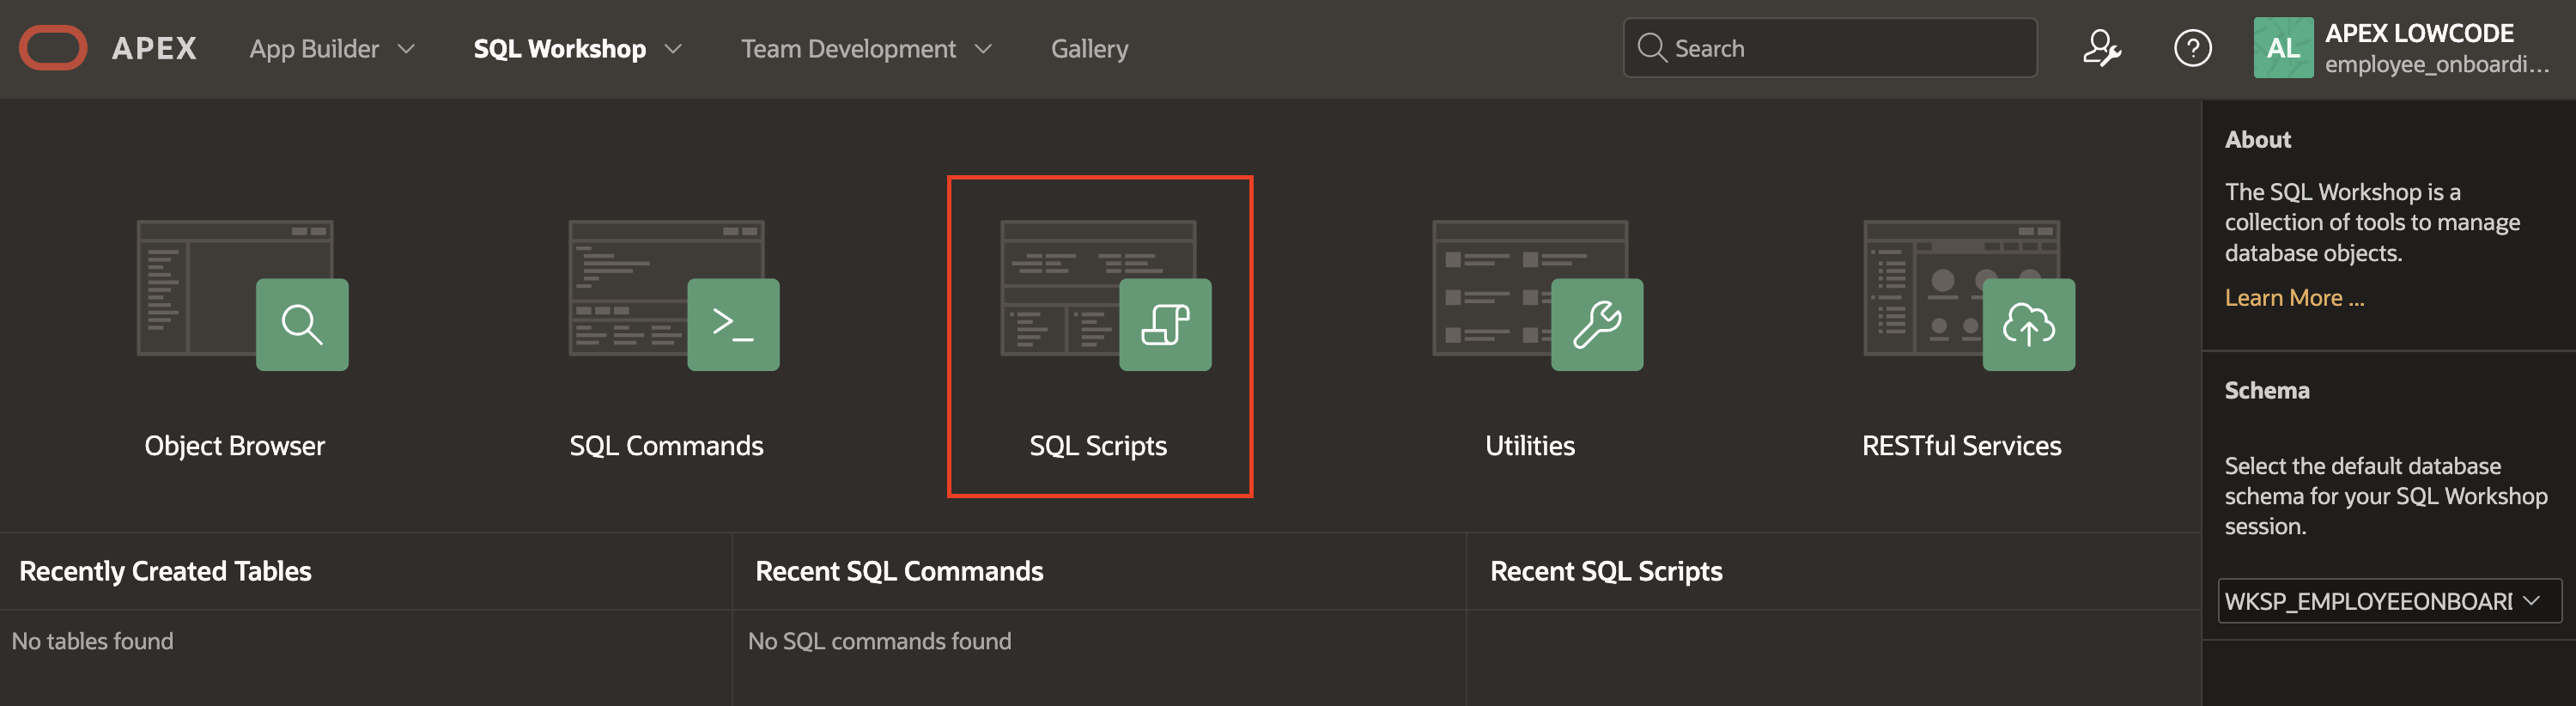 APEX
App Builder
SQL Workshop
Team Development
Gallery
Search
AL
APEX LOWCODE
employee_onboardi...
Object Browser
SQL Commands
SQL Scripts
Utilities
RESTful Services
About
The SQL Workshop is a
collection of tools to manage
database objects.
Learn More ...
Schema
Select the default database
schema for your SQL Workshop
session.
WKSP_EMPLOYEEONBOARI
Recently Created Tables
No tables found
Recent SQL Commands
No SQL commands found
Recent SQL Scripts